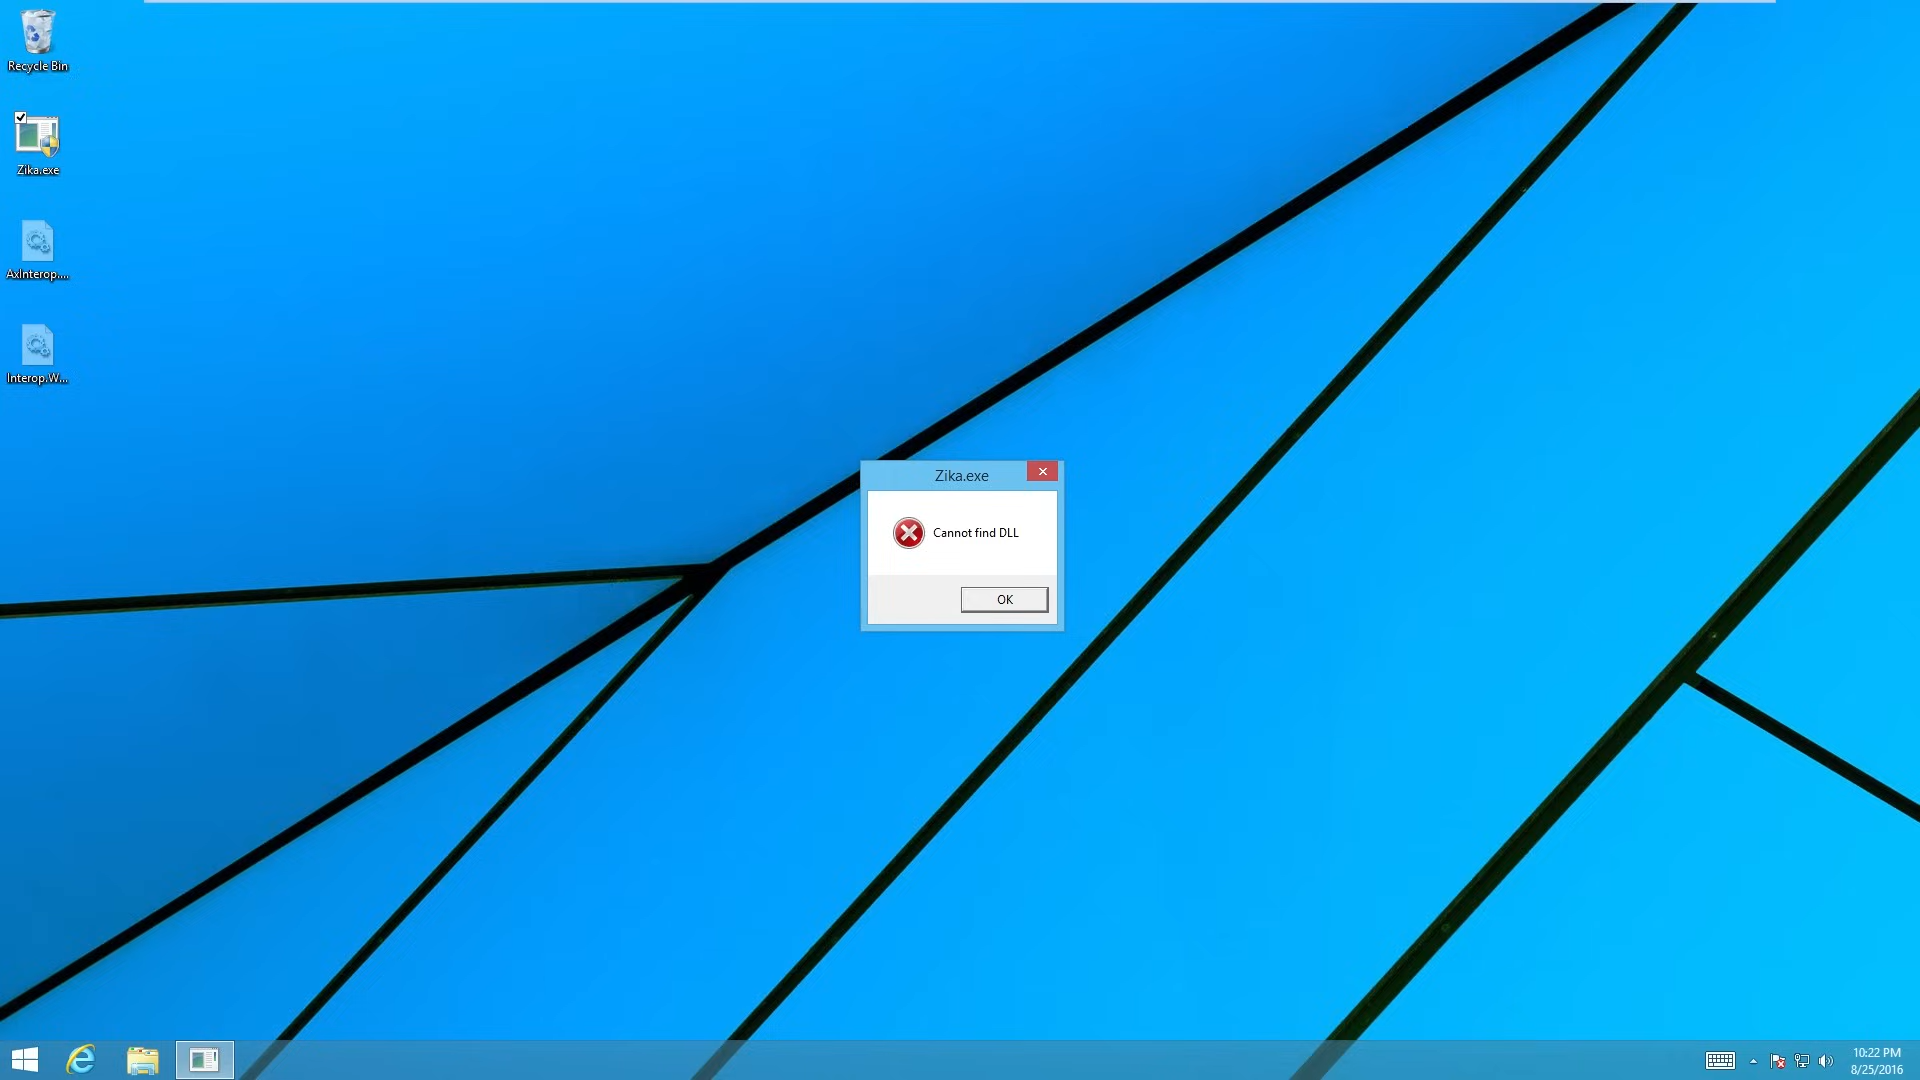 Recycle Bin
Zika.exe
AxInterop....
Interop.W...
Zika.exe
Cannot find DLL
OK
10:22 PM
8/25/2016